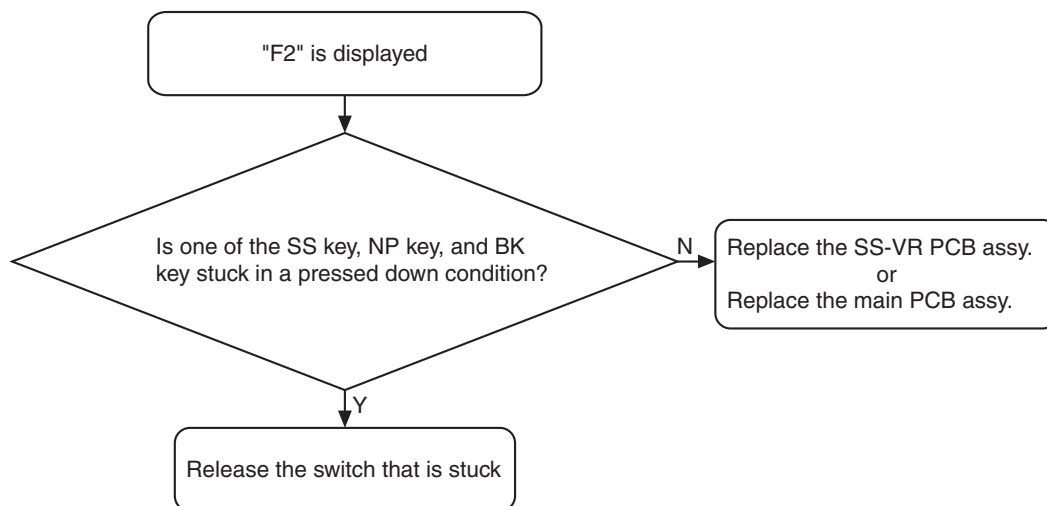 "F2" is displayed
Is one of the SS key, NP key, and BK
key stuck in a pressed down condition?
N
Replace the SS-VR PCB assy.
or
Replace the main PCB assy.
Y
Release the switch that is stuck